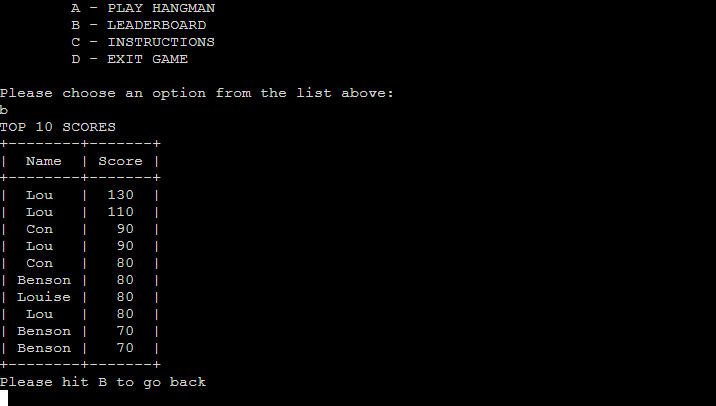 A - PLAY HANGMAN
B - LEADERBOARD
C - INSTRUCTIONS
D - EXIT GAME
Please choose an option from the list above:
b
TOP 10 SCORES
+--------+-------+
|  Name  | Score |
+--------+-------+
|  Lou   |  130  |
|  Lou   |  110  |
|  Con   |   90  |
|  Lou   |   90  |
|  Con   |   80  |
| Benson |   80  |
| Louise |   80  |
|  Lou   |   80  |
| Benson |   70  |
| Benson |   70  |
+--------+-------+
Please hit B to go back